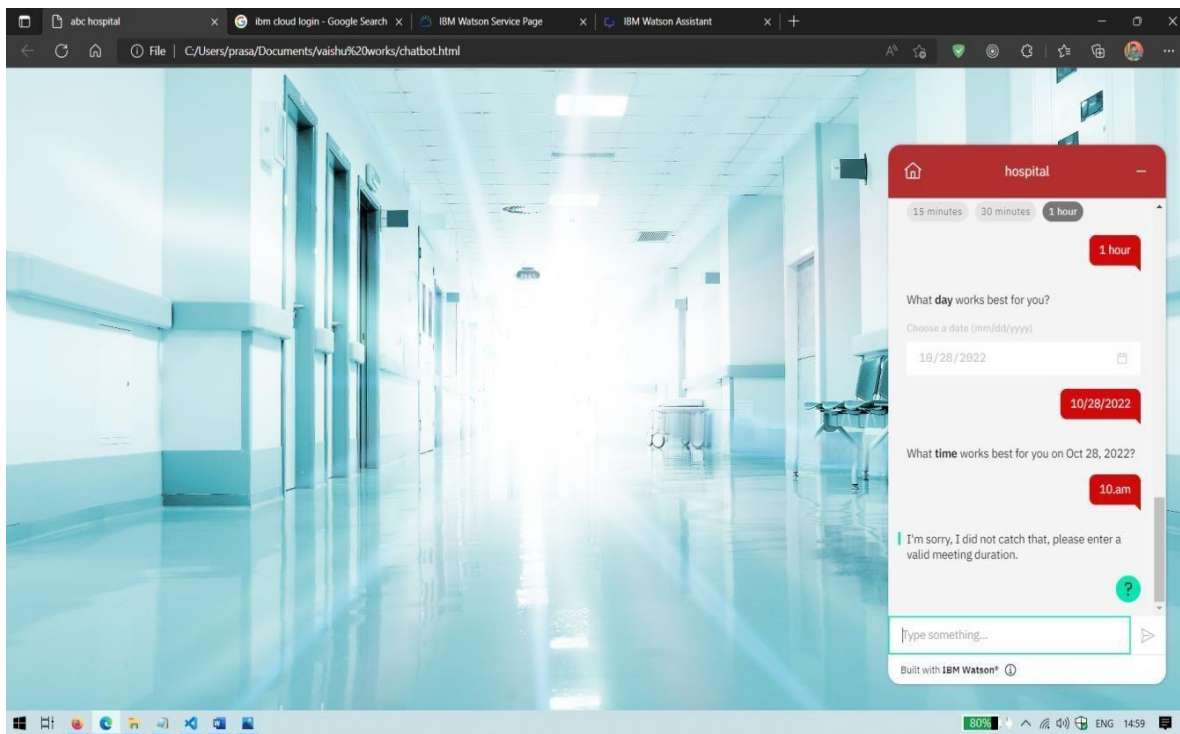 abc hospital
ibm cloud login - Google Search
IBM Watson Service Page
IBM Watson Assistant
File
C:/Users/prasa/Documents/vaishu%20works/chatbot.html
hospital
15 minutes 30 minutes 1 hour
1 hour
What day works best for you?
Choose a date (mm/dd/yyyy)
10/28/2022
10/28/2022
What time works best for you on Oct 28, 2022?
10.am
I'm sorry, I did not catch that, please enter a
valid meeting duration.
?
Type something...
Built with IBM Watson®
80%
ENG 14:59